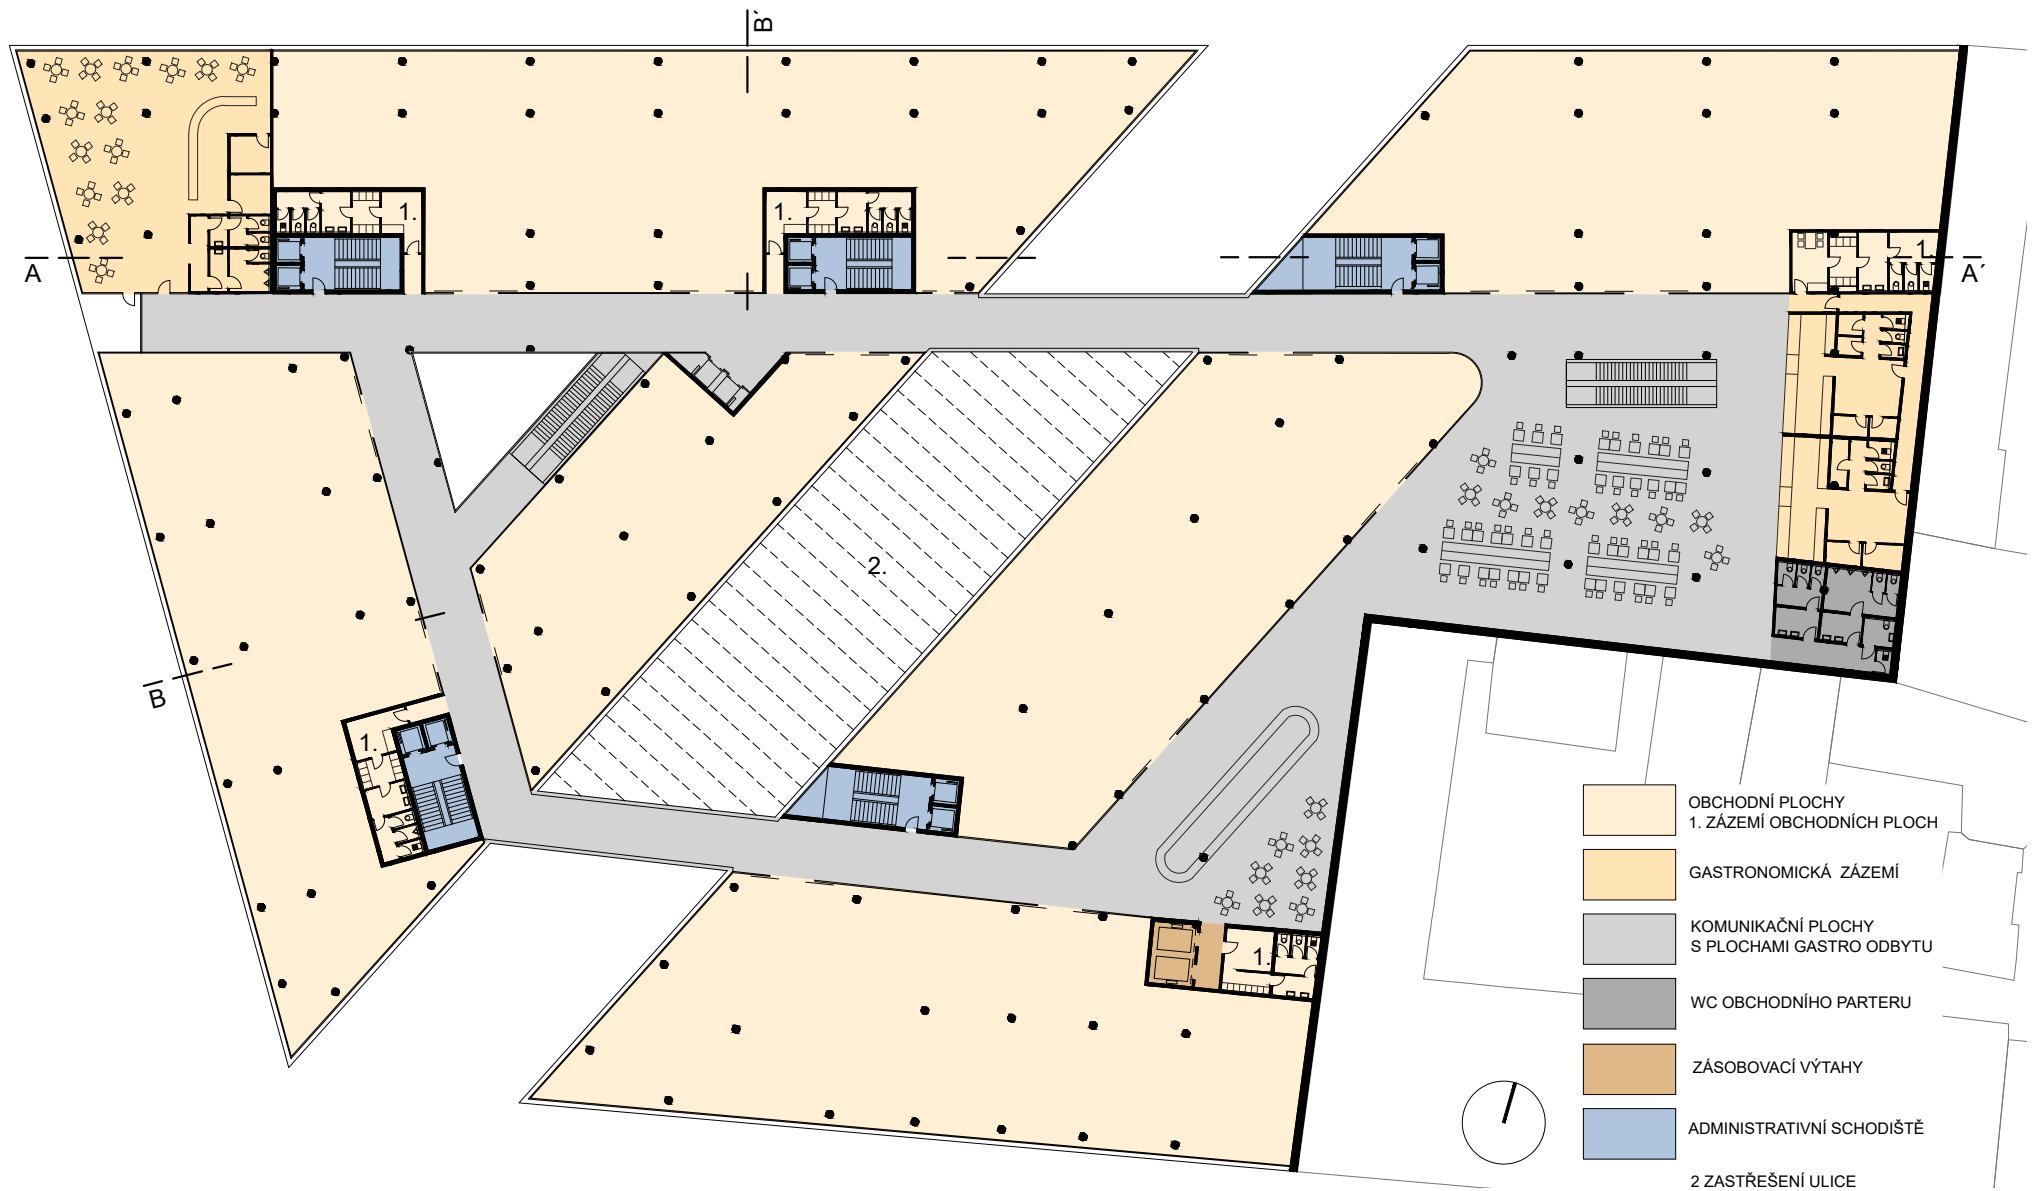 B´
1.
1.
A
1.
A´
2.
B
1.
1.
OBCHODNÍ PLOCHY
1. ZÁZEMÍ OBCHODNÍCH PLOCH
GASTRONOMICKÁ ZÁZEMÍ
KOMUNIKAČNÍ PLOCHY
S PLOCHAMI GASTRO ODBYTU
WC OBCHODNÍHO PARTERU
ZÁSOBOVACÍ VÝTAHY
ADMINISTRATIVNÍ SCHODIŠTĚ
2 ZASTŘEŠENÍ ULICE